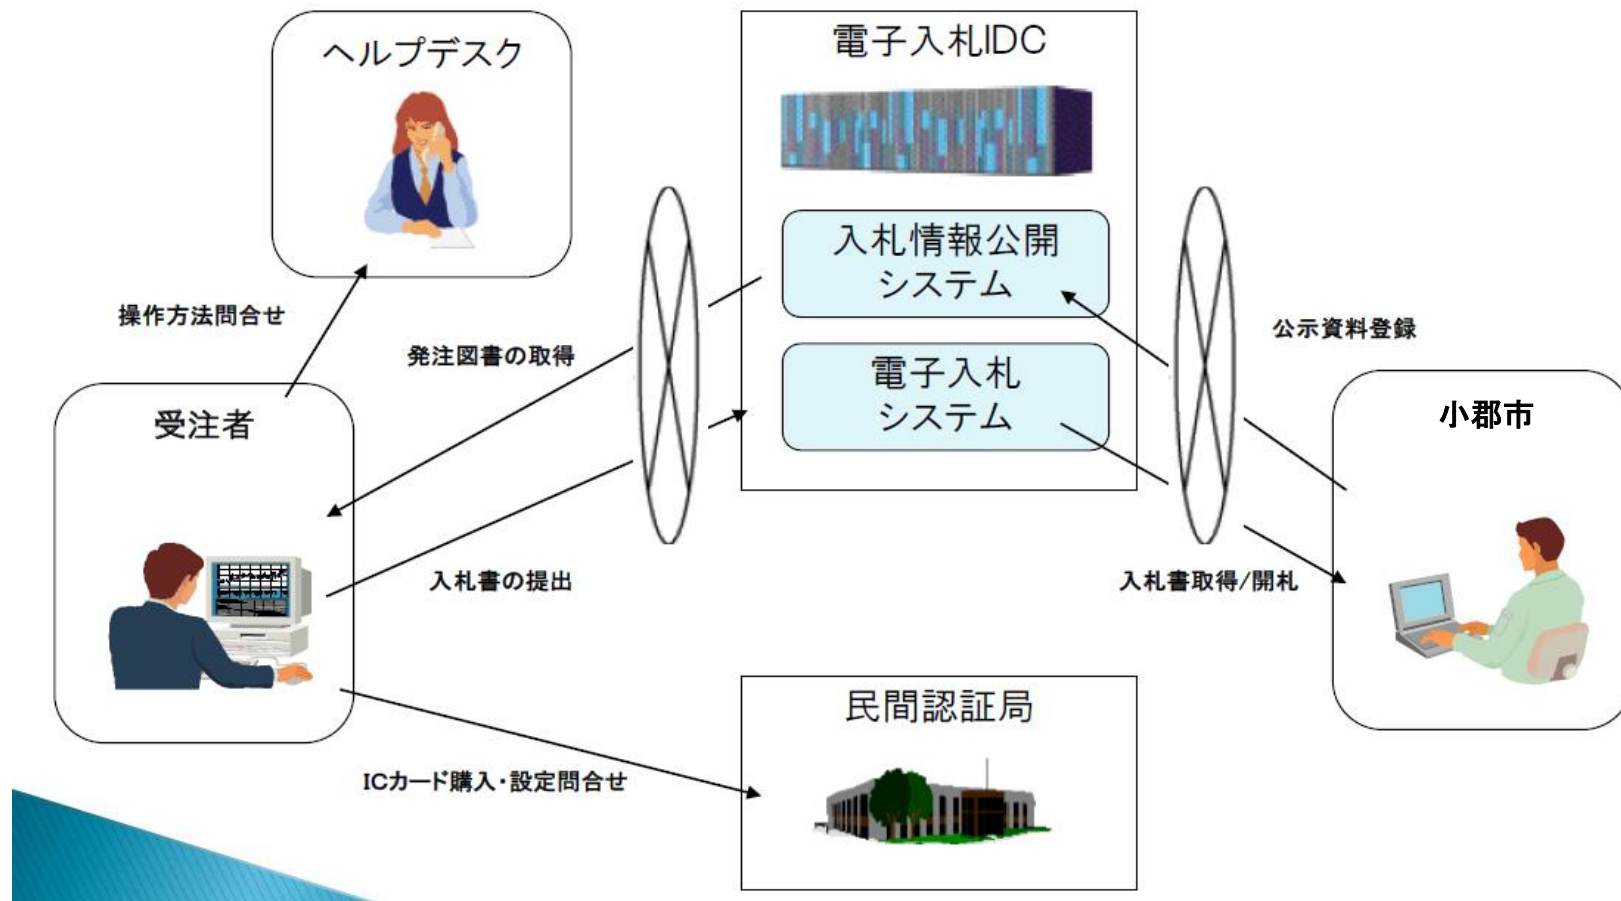 ヘルプデスク
電子入札IDC
入札情報公開
システム
操作方法問合せ
発注図書の取得
公示資料登録
電子入札
システム
受注者
小郡市
入札書の提出
入札書取得/開札
民間認証局
ICカード購入・設定問合せ